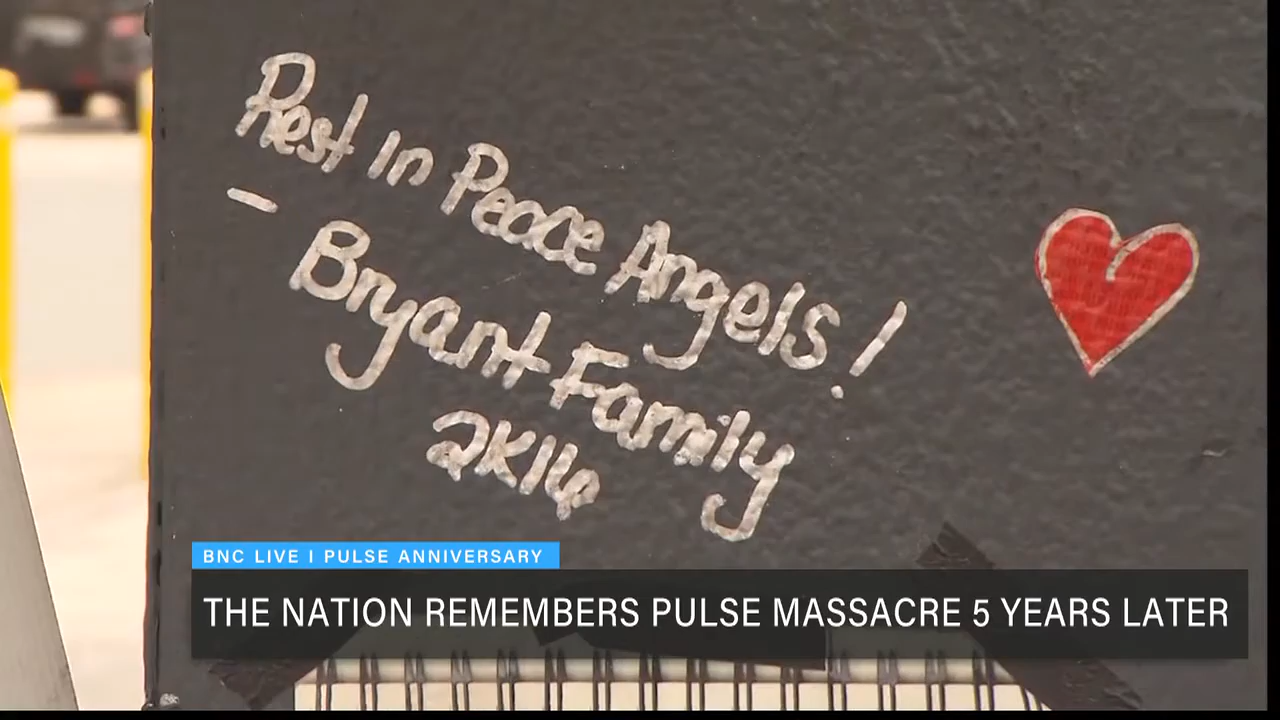 Rest In Peace Angels!
- Bryant Family
2K16
BNC LIVE | PULSE ANNIVERSARY
THE NATION REMEMBERS PULSE MASSACRE 5 YEARS LATER